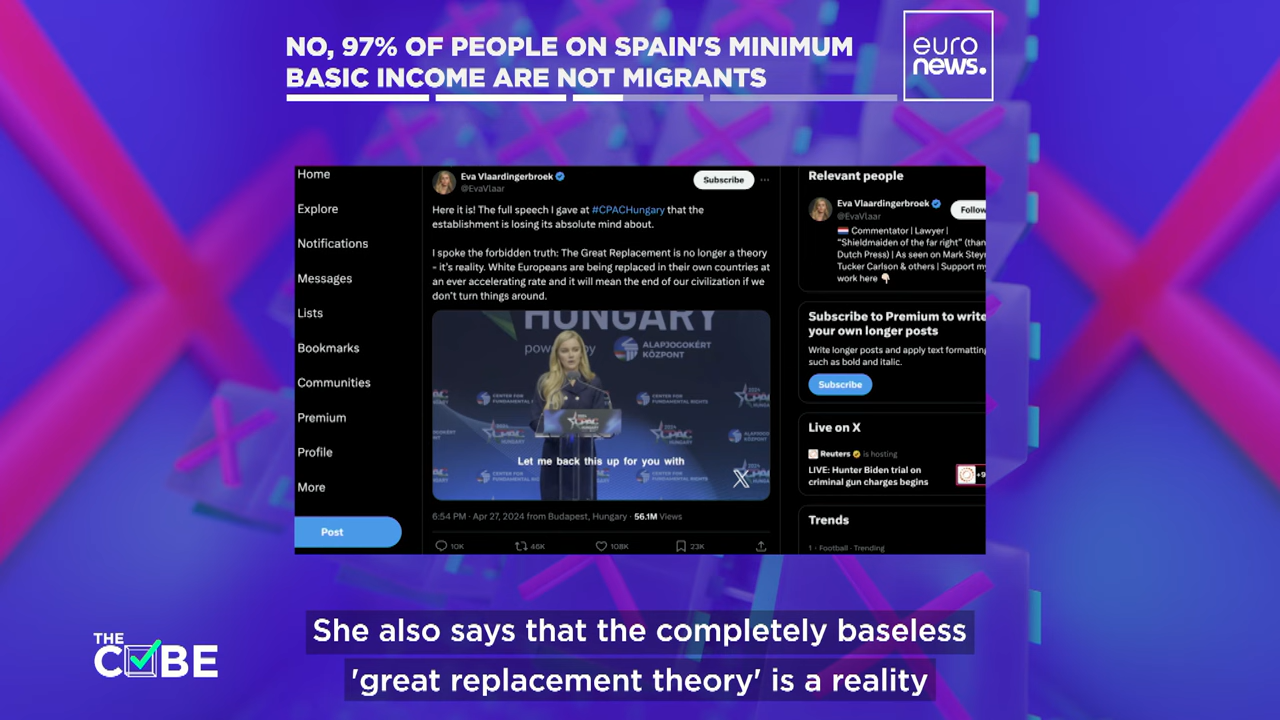 NO, 97% OF PEOPLE ON SPAIN'S MINIMUM
BASIC INCOME ARE NOT MIGRANTS
euro
news.
Home
Explore
Notifications
Messages
Lists
Bookmarks
Communities
Premium
Profile
More
Post
Eva Vlaardingerbroek
@EvaVlaar
Subscribe
Here it is! The full speech I gave at #CPACHungary that the
establishment is losing its absolute mind about.
I spoke the forbidden truth: The Great Replacement is no longer a theory
- it's reality. White Europeans are being replaced in their own countries at
an ever accelerating rate and it will mean the end of our civilization if we
don't turn things around.
HUNGARY
powered by
ALAPJOGOKÉRT
KÖZPONT
CENTER FOR
FUNDAMENTAL RIGHTS
CPAC
HUNGARY
Let me back this up for you with
6:54 PM · Apr 27, 2024 from Budapest, Hungary · 56.1M Views
10K
46K
108K
23K
Relevant people
Eva Vlaardingerbroek
@EvaVlaar
Follow
Commentator | Lawyer |
"Shieldmaiden of the far right" (than
Dutch Press) | As seen on Mark Steyn
Tucker Carlson & others | Support my
work here
Subscribe to Premium to write
your own longer posts
Write longer posts and apply text formatting
such as bold and italic.
Subscribe
Live on X
Reuters is hosting
LIVE: Hunter Biden trial on
criminal gun charges begins
+9
Trends
1 · Football · Trending
She also says that the completely baseless
'great replacement theory' is a reality
THE
CUBE